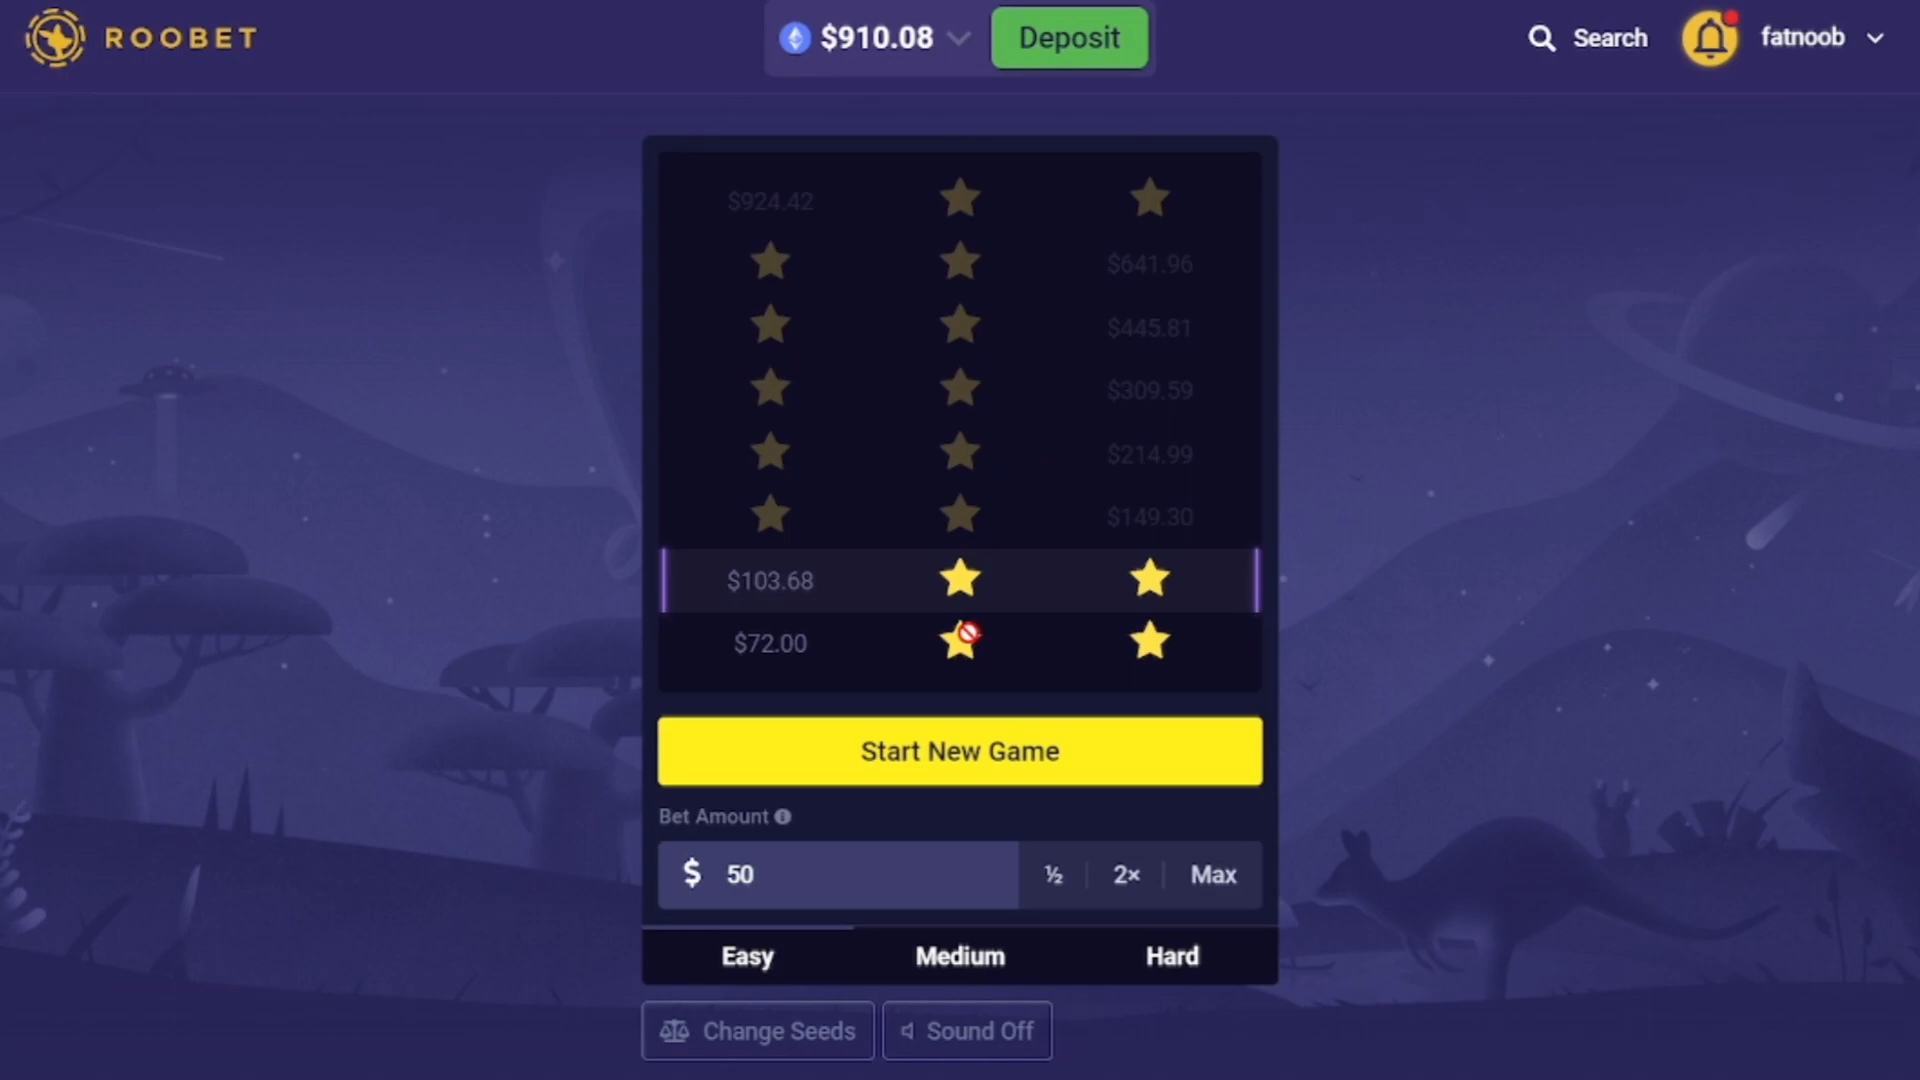 ROOBET
$910.08
Deposit
Search
fatnoob
$924.42
$641.96
$445.81
$309.59
$214.99
$149.30
$103.68
$72.00
Start New Game
Bet Amount
$ 50 ½ 2× Max
Easy Medium Hard
Change Seeds Sound Off